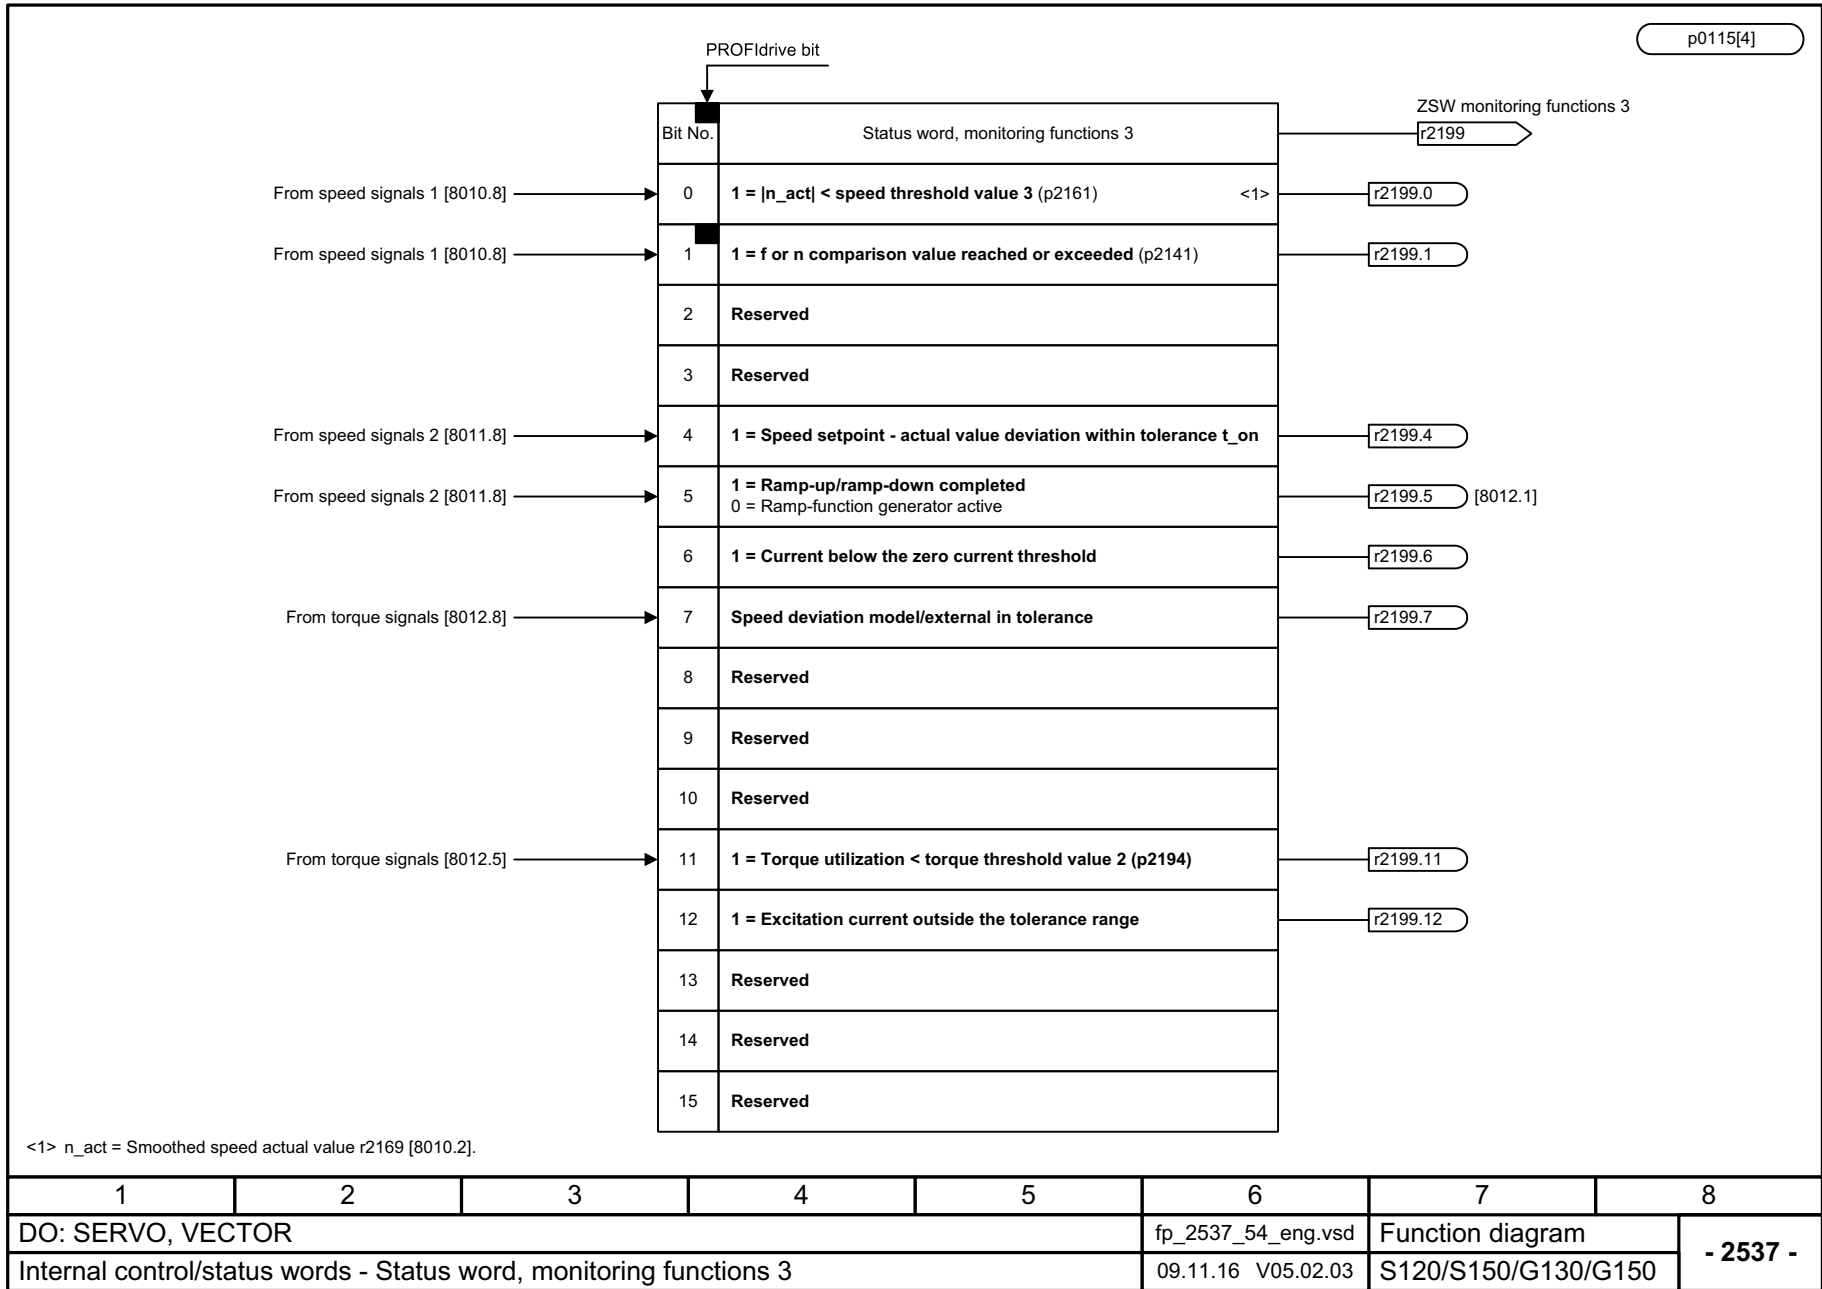 p0115[4]
PROFIdrive bit
ZSW monitoring functions 3
Bit No.
Status word, monitoring functions 3
r2199
From speed signals 1 [8010.8]
0
1 = |n_act| < speed threshold value 3 (p2161)
<1>
r2199.0
From speed signals 1 [8010.8]
1
1 = f or n comparison value reached or exceeded (p2141)
r2199.1
2
Reserved
3
Reserved
From speed signals 2 [8011.8]
4
1 = Speed setpoint - actual value deviation within tolerance t_on
r2199.4
From speed signals 2 [8011.8]
5
1 = Ramp-up/ramp-down completed
0 = Ramp-function generator active
r2199.5
[8012.1]
6
1 = Current below the zero current threshold
r2199.6
From torque signals [8012.8]
7
Speed deviation model/external in tolerance
r2199.7
8
Reserved
9
Reserved
10
Reserved
From torque signals [8012.5]
11
1 = Torque utilization < torque threshold value 2 (p2194)
r2199.11
12
1 = Excitation current outside the tolerance range
r2199.12
13
Reserved
14
Reserved
15
Reserved
<1> n_act = Smoothed speed actual value r2169 [8010.2].
1
2
3
4
5
6
7
8
DO: SERVO, VECTOR
fp_2537_54_eng.vsd
Function diagram
- 2537 -
Internal control/status words - Status word, monitoring functions 3
09.11.16 V05.02.03
S120/S150/G130/G150